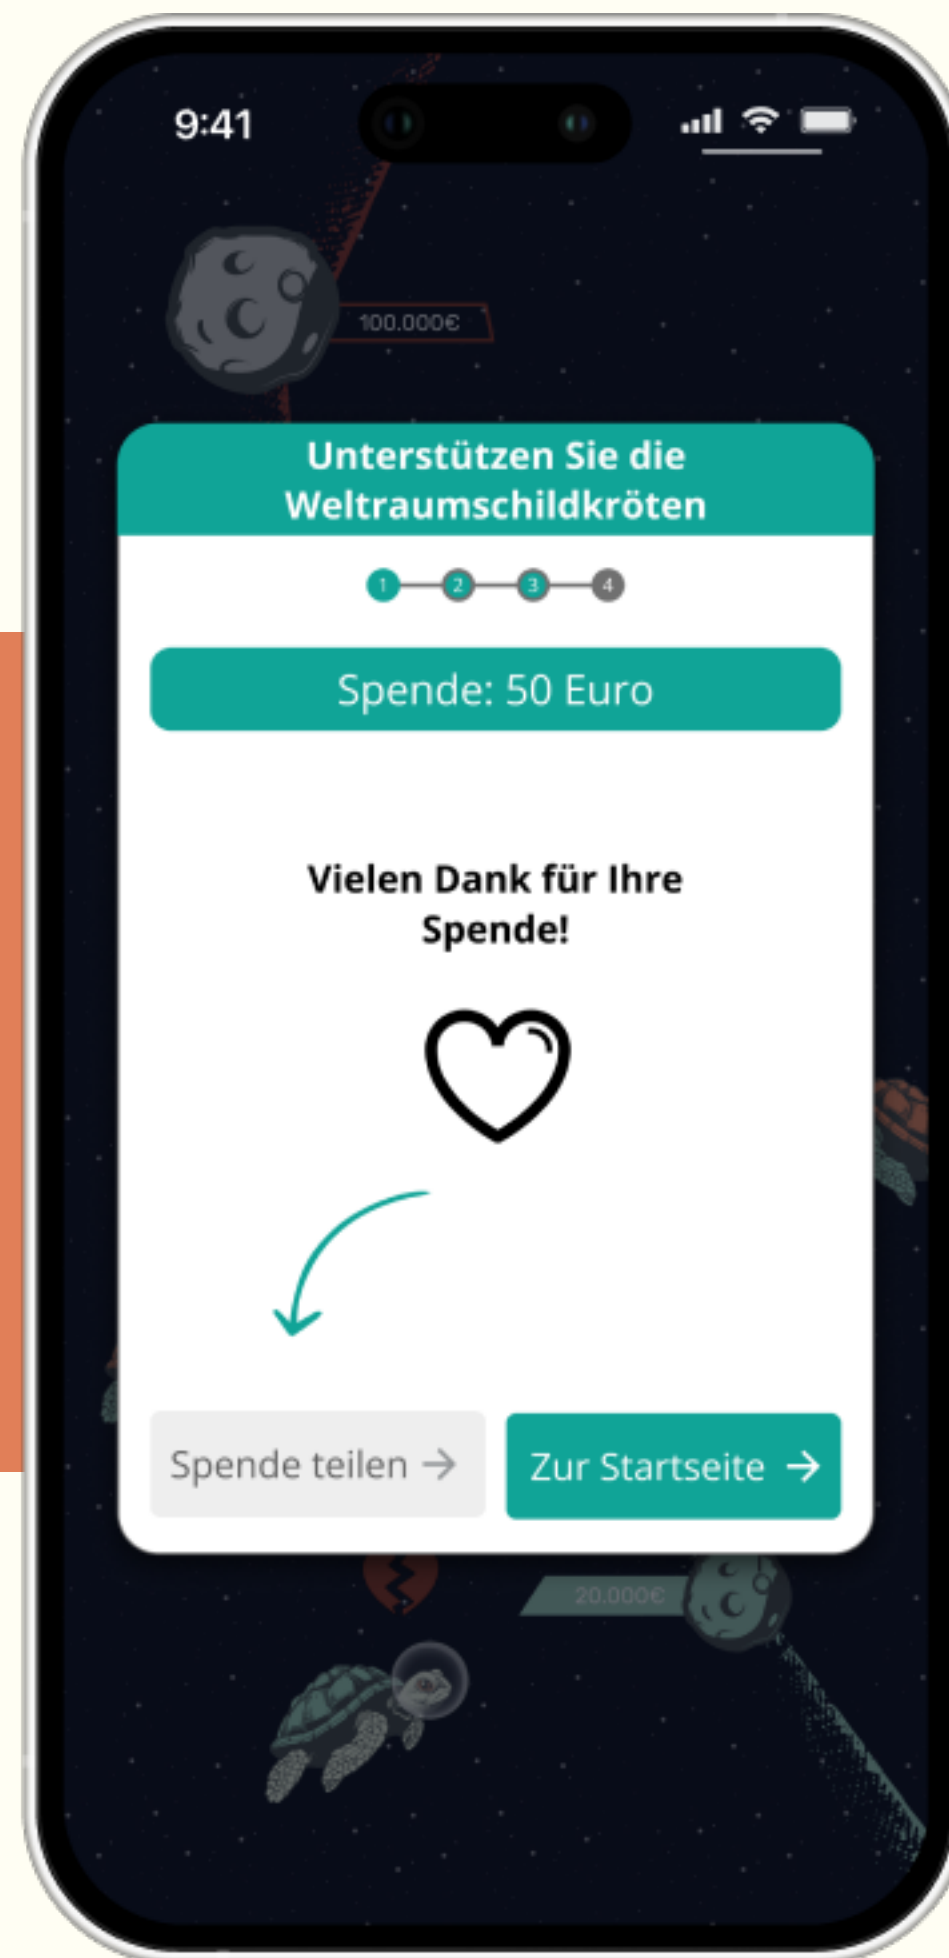 9:41
100.000€
Unterstützen Sie die
Weltraumschildkröten
1 2 3 4
Spende: 50 Euro
Vielen Dank für Ihre
Spende!
Spende teilen →
Zur Startseite →
20.000€